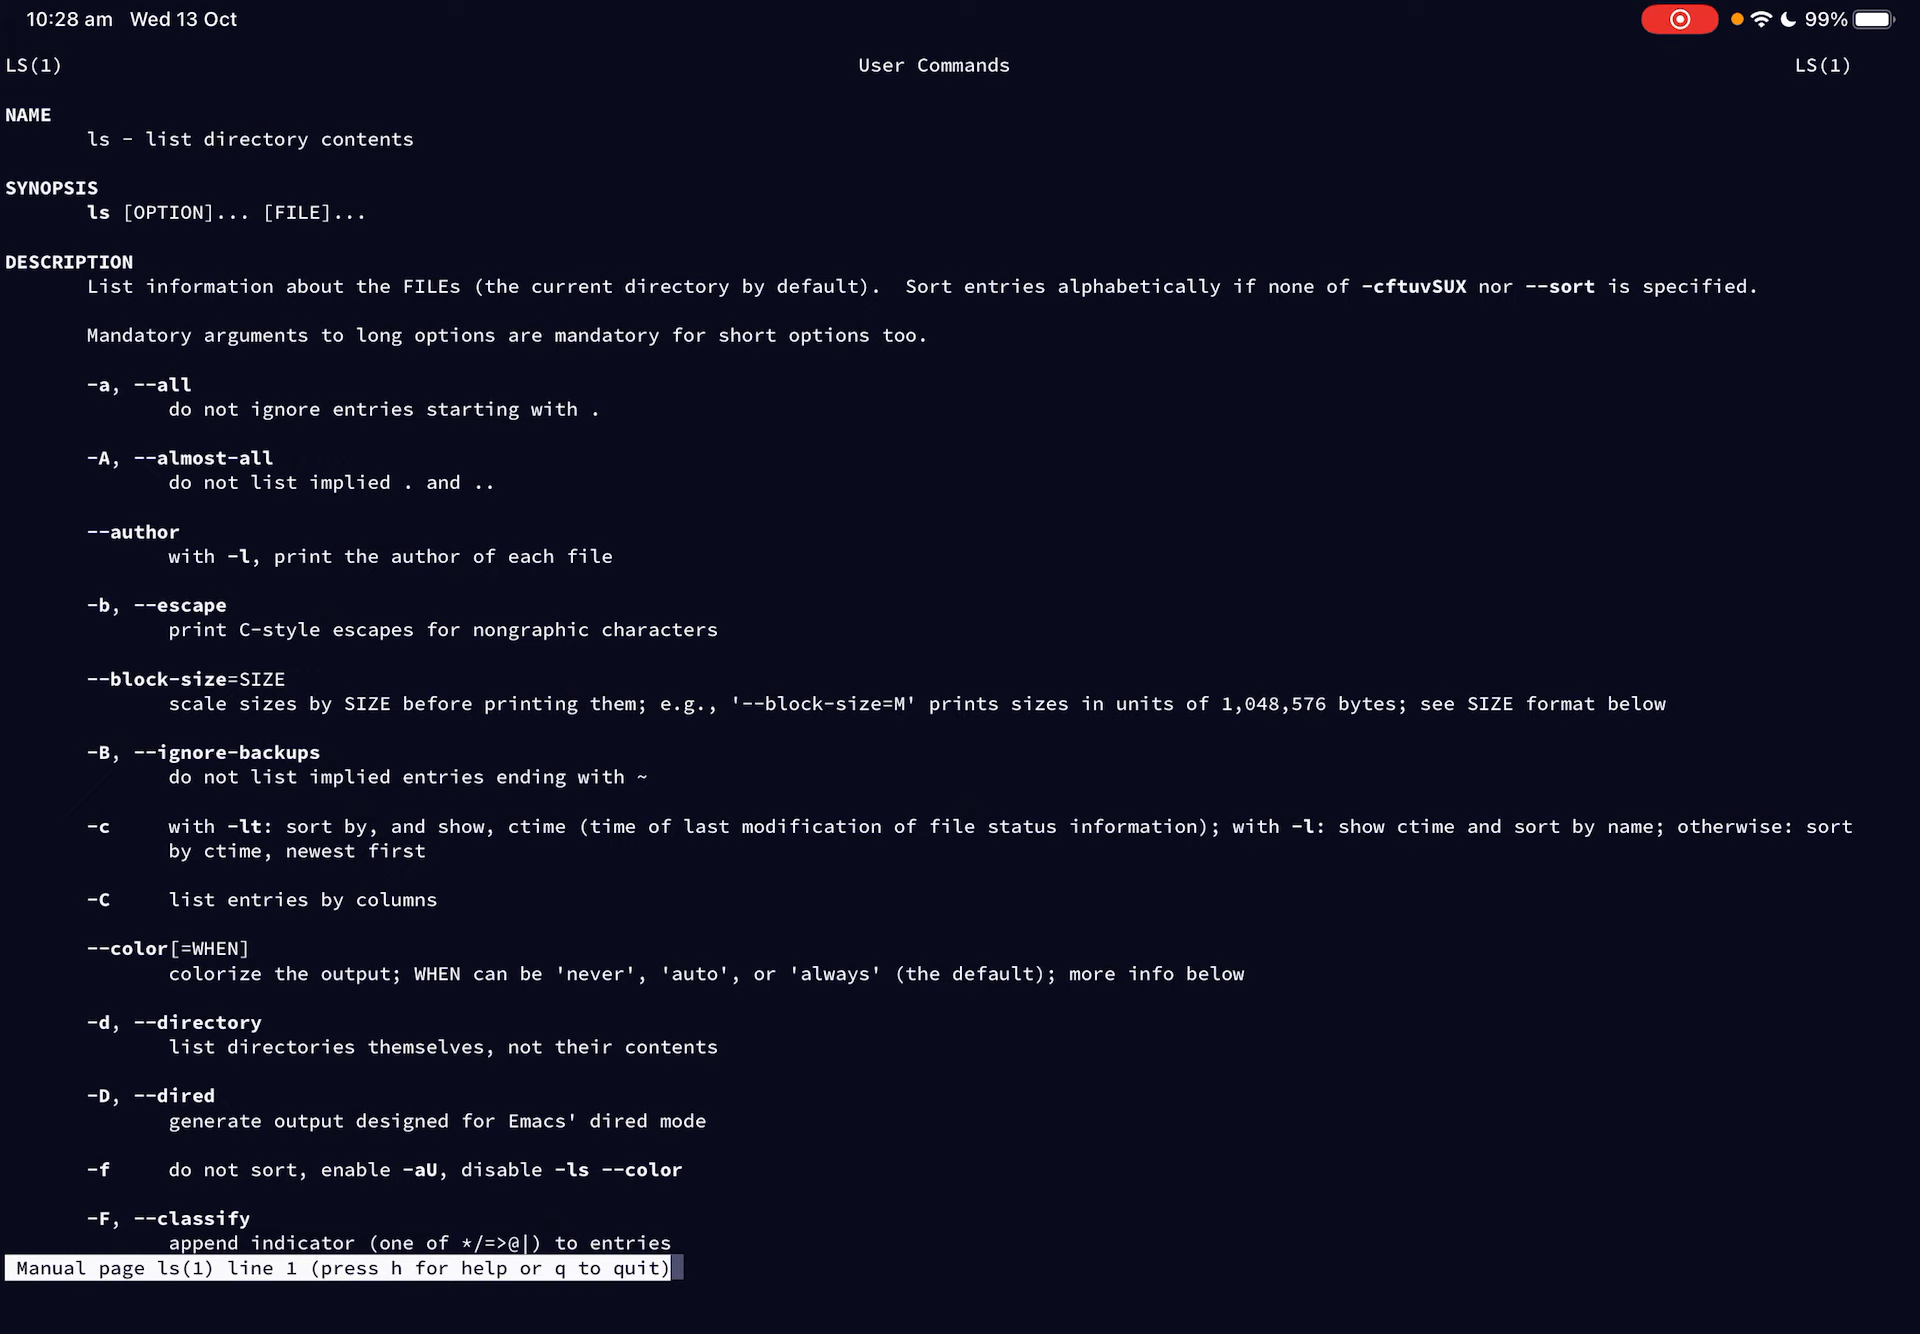 10:28 am Wed 13 Oct 99%
LS(1) User Commands LS(1)
NAME
ls - list directory contents
SYNOPSIS
ls [OPTION]... [FILE]...
DESCRIPTION
List information about the FILEs (the current directory by default). Sort entries alphabetically if none of -cftuvSUX nor --sort is specified.
Mandatory arguments to long options are mandatory for short options too.
-a, --all
do not ignore entries starting with .
-A, --almost-all
do not list implied . and ..
--author
with -l, print the author of each file
-b, --escape
print C-style escapes for nongraphic characters
--block-size=SIZE
scale sizes by SIZE before printing them; e.g., '--block-size=M' prints sizes in units of 1,048,576 bytes; see SIZE format below
-B, --ignore-backups
do not list implied entries ending with ~
-c with -lt: sort by, and show, ctime (time of last modification of file status information); with -l: show ctime and sort by name; otherwise: sort
by ctime, newest first
-C list entries by columns
--color[=WHEN]
colorize the output; WHEN can be 'never', 'auto', or 'always' (the default); more info below
-d, --directory
list directories themselves, not their contents
-D, --dired
generate output designed for Emacs' dired mode
-f do not sort, enable -aU, disable -ls --color
-F, --classify
append indicator (one of */=>@|) to entries
Manual page ls(1) line 1 (press h for help or q to quit)